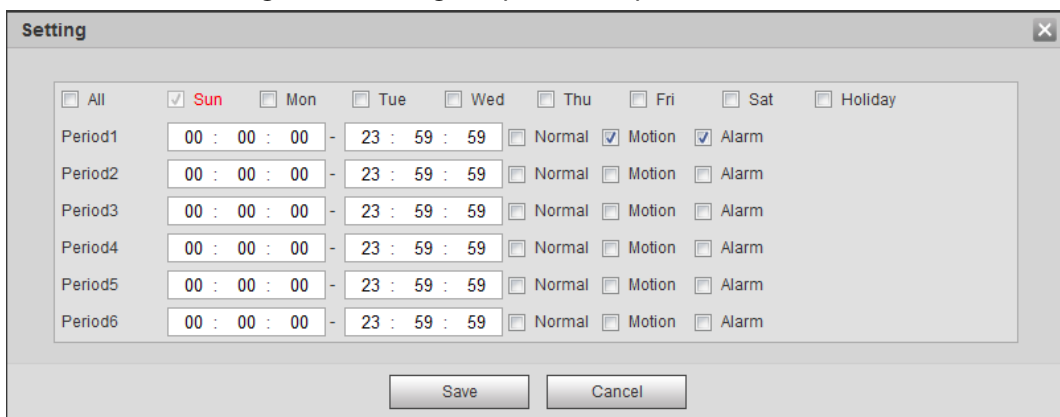 Setting
All Sun Mon Tue Wed Thu Fri Sat Holiday
Period1 00 : 00 : 00 - 23 : 59 : 59 Normal Motion Alarm
Period2 00 : 00 : 00 - 23 : 59 : 59 Normal Motion Alarm
Period3 00 : 00 : 00 - 23 : 59 : 59 Normal Motion Alarm
Period4 00 : 00 : 00 - 23 : 59 : 59 Normal Motion Alarm
Period5 00 : 00 : 00 - 23 : 59 : 59 Normal Motion Alarm
Period6 00 : 00 : 00 - 23 : 59 : 59 Normal Motion Alarm
Save Cancel